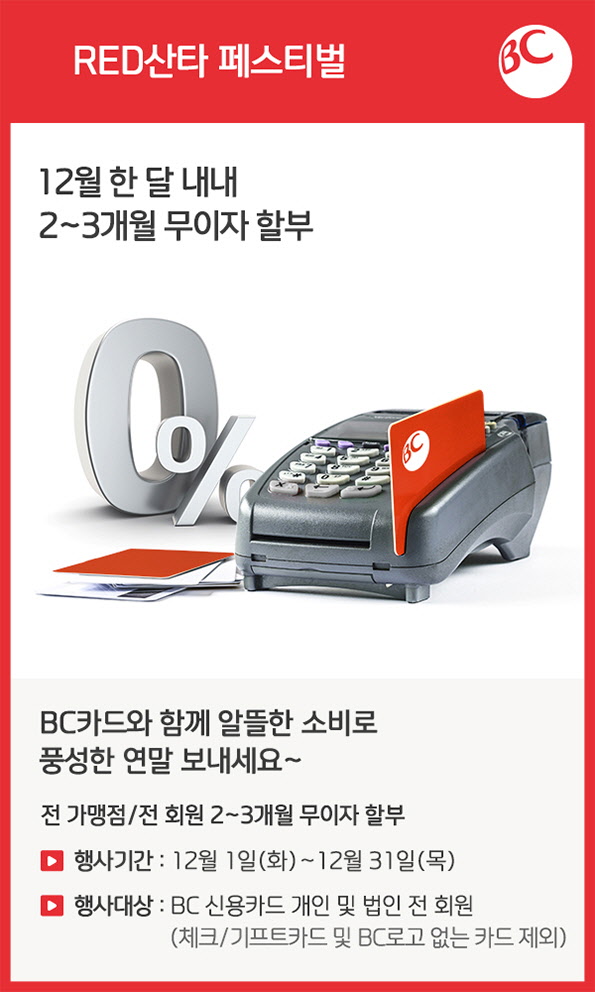 RED산타 페스티벌
BC
12월 한 달 내내
2~3개월 무이자 할부
0%
BC
BC카드와 함께 알뜰한 소비로
풍성한 연말 보내세요~
전 가맹점/전 회원 2~3개월 무이자 할부
행사기간 : 12월 1일(화) ~ 12월 31일(목)
행사대상 : BC 신용카드 개인 및 법인 전 회원
(체크/기프트카드 및 BC로고 없는 카드 제외)